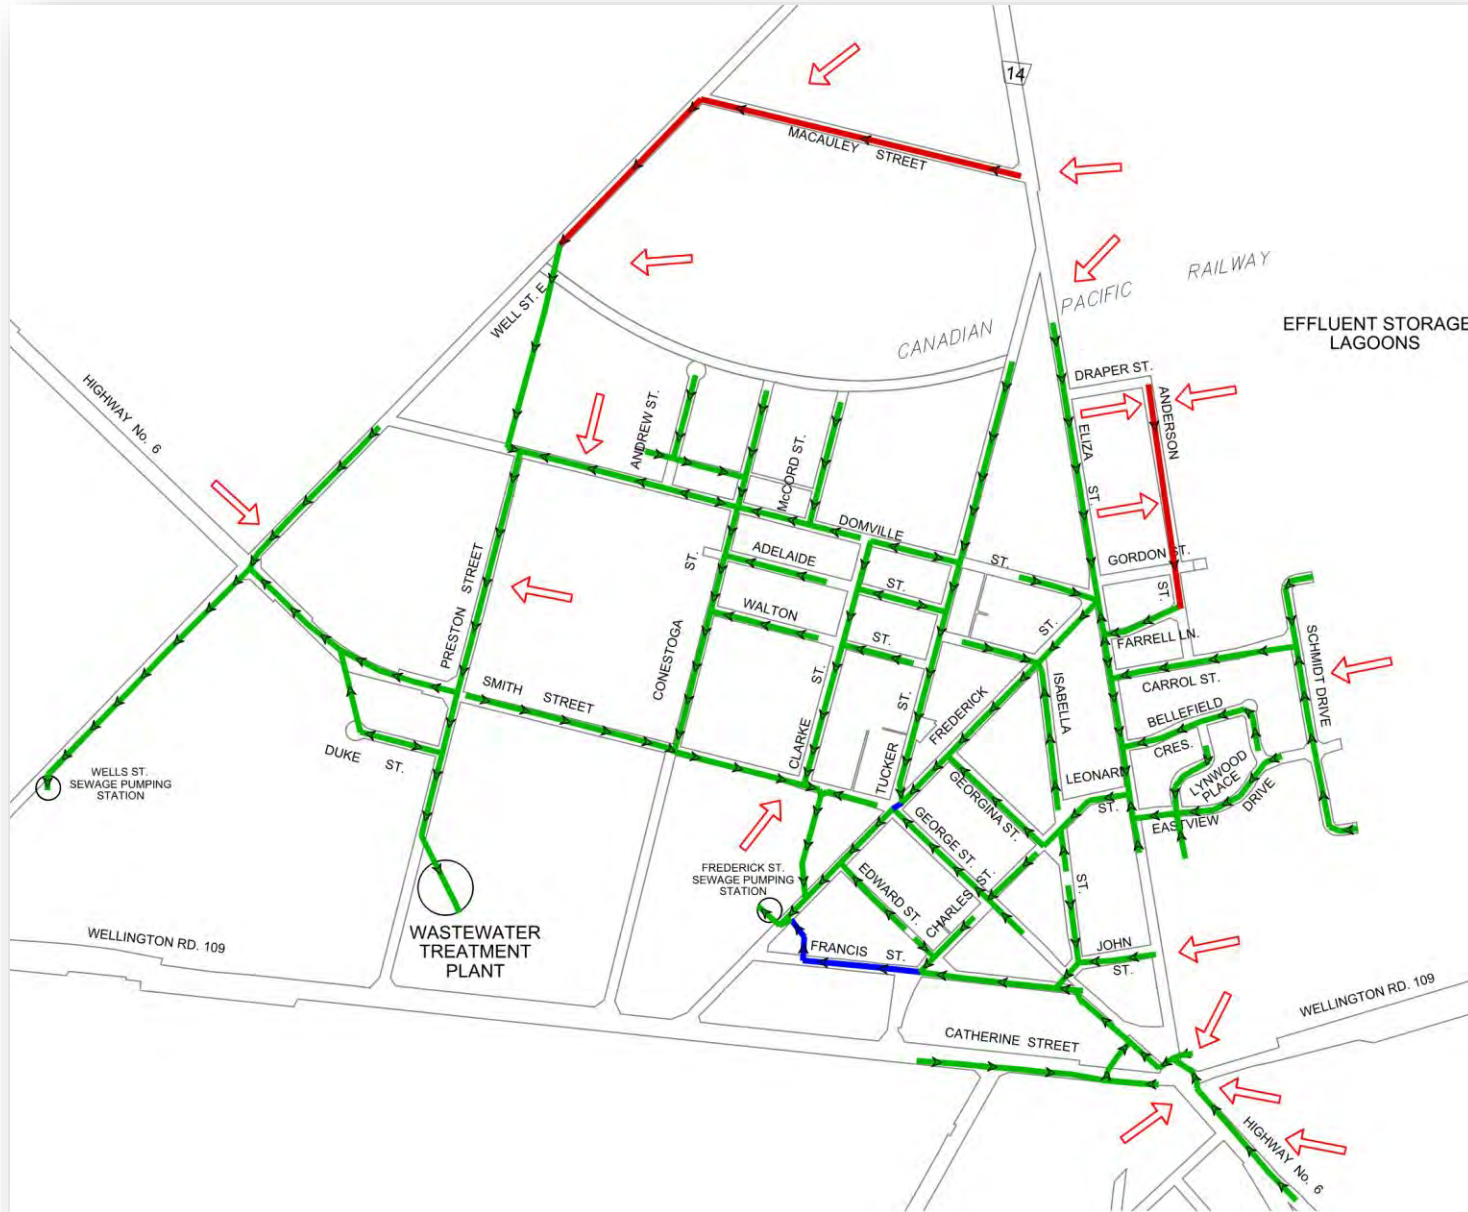 14
MACAULEY STREET
CANADIAN PACIFIC RAILWAY
EFFLUENT STORAGE
LAGOONS
WELL ST. E.
HIGHWAY No. 6
DRAPER ST.
ANDERSON ST.
ELIZA ST.
ANDREW ST.
McCORD ST.
DOMVILLE ST.
GORDON ST.
ADELAIDE ST.
WALTON ST.
PRESTON STREET
CONESTOGA ST.
FARRELL LN.
SCHMIDT DRIVE
CARROL ST.
SMITH STREET
CLARKE ST.
TUCKER ST.
FREDERICK ST.
ISABELLA ST.
BELLEFIELD
CRES.
LYNWOOD
PLACE
LEONARD ST.
EASTVIEW DRIVE
DUKE ST.
WELLS ST.
SEWAGE PUMPING
STATION
GEORGINA ST.
GEORGE ST.
FREDERICK ST.
SEWAGE PUMPING
STATION
EDWARD ST.
CHARLES ST.
WASTEWATER
TREATMENT
PLANT
WELLINGTON RD. 109
FRANCIS ST.
JOHN
ST.
WELLINGTON RD. 109
CATHERINE STREET
HIGHWAY No. 6